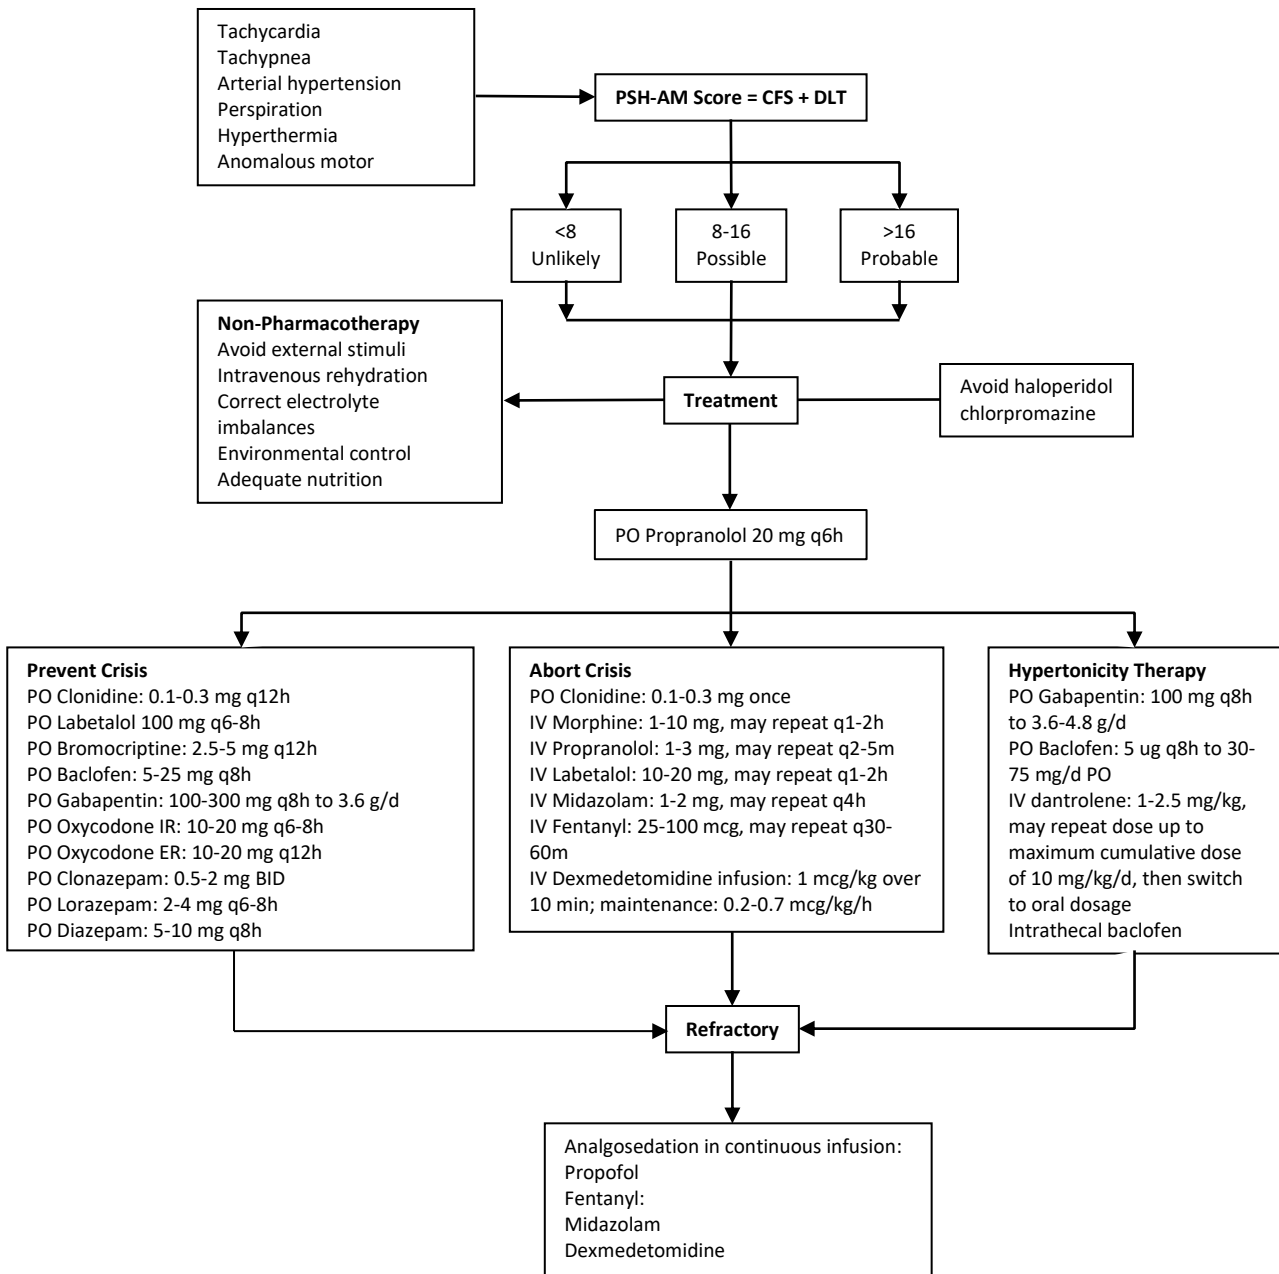 Tachycardia
Tachypnea
Arterial hypertension
Perspiration
Hyperthermia
Anomalous motor
PSH-AM Score = CFS + DLT
<8
Unlikely
8-16
Possible
>16
Probable
Non-Pharmacotherapy
Avoid external stimuli
Intravenous rehydration
Correct electrolyte
imbalances
Environmental control
Adequate nutrition
Treatment
Avoid haloperidol
chlorpromazine
PO Propranolol 20 mg q6h
Prevent Crisis
PO Clonidine: 0.1-0.3 mg q12h
PO Labetalol 100 mg q6-8h
PO Bromocriptine: 2.5-5 mg q12h
PO Baclofen: 5-25 mg q8h
PO Gabapentin: 100-300 mg q8h to 3.6 g/d
PO Oxycodone IR: 10-20 mg q6-8h
PO Oxycodone ER: 10-20 mg q12h
PO Clonazepam: 0.5-2 mg BID
PO Lorazepam: 2-4 mg q6-8h
PO Diazepam: 5-10 mg q8h
Abort Crisis
PO Clonidine: 0.1-0.3 mg once
IV Morphine: 1-10 mg, may repeat q1-2h
IV Propranolol: 1-3 mg, may repeat q2-5m
IV Labetalol: 10-20 mg, may repeat q1-2h
IV Midazolam: 1-2 mg, may repeat q4h
IV Fentanyl: 25-100 mcg, may repeat q30-
60m
IV Dexmedetomidine infusion: 1 mcg/kg over
10 min; maintenance: 0.2-0.7 mcg/kg/h
Hypertonicity Therapy
PO Gabapentin: 100 mg q8h
to 3.6-4.8 g/d
PO Baclofen: 5 ug q8h to 30-
75 mg/d PO
IV dantrolene: 1-2.5 mg/kg,
may repeat dose up to
maximum cumulative dose
of 10 mg/kg/d, then switch
to oral dosage
Intrathecal baclofen
Refractory
Analgosedation in continuous infusion:
Propofol
Fentanyl:
Midazolam
Dexmedetomidine